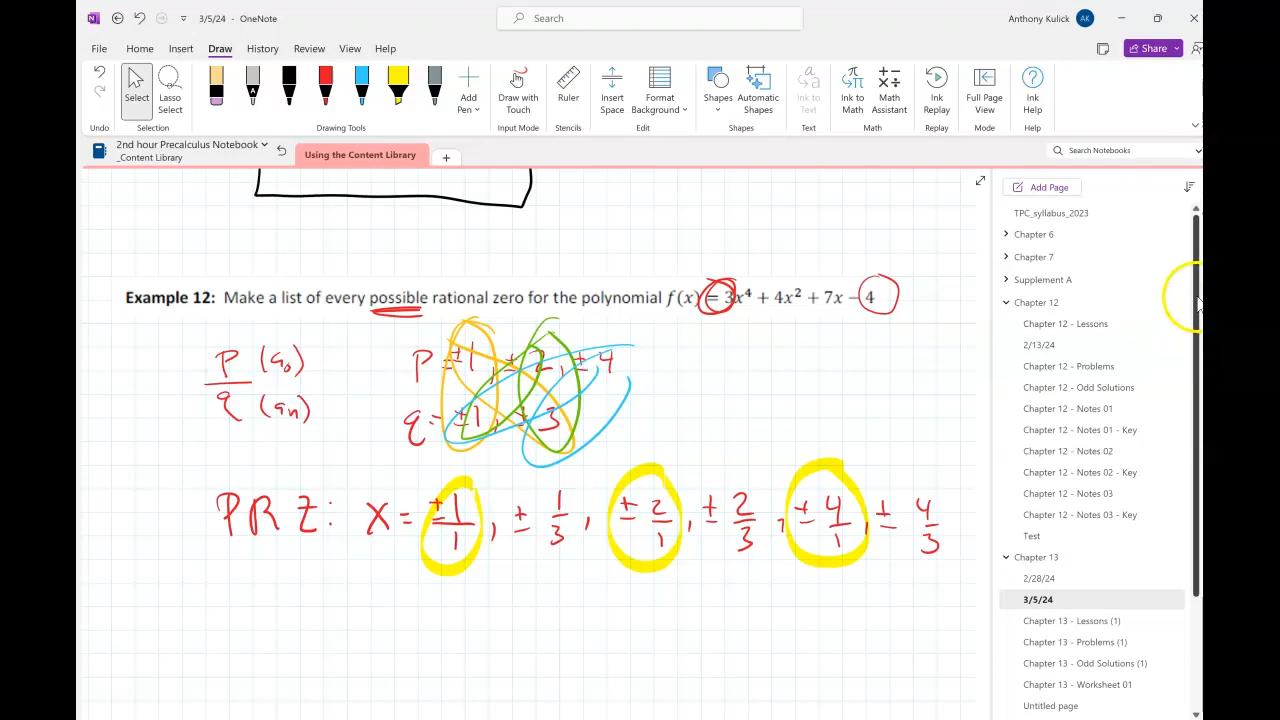 3/5/24 - OneNote
Search
Anthony Kulick
AK
File Home Insert Draw History Review View Help
Share
Undo
Select
Lasso Select
A
Add Pen
Draw with Touch
Ruler
Insert Space
Format Background
Shapes
Automatic Shapes
Ink to Text
Ink to Math
Math Assistant
Ink Replay
Full Page View
Ink Help
Undo Selection Drawing Tools Input Mode Stencils Edit Shapes Text Math Replay Mode Help
2nd hour Precalculus Notebook
_Content Library
Using the Content Library
Search Notebooks
Add Page
TPC_syllabus_2023
Chapter 6
Chapter 7
Supplement A
Chapter 12
Chapter 12 - Lessons
2/13/24
Chapter 12 - Problems
Chapter 12 - Odd Solutions
Chapter 12 - Notes 01
Chapter 12 - Notes 01 - Key
Chapter 12 - Notes 02
Chapter 12 - Notes 02 - Key
Chapter 12 - Notes 03
Chapter 12 - Notes 03 - Key
Test
Chapter 13
2/28/24
3/5/24
Chapter 13 - Lessons (1)
Chapter 13 - Problems (1)
Chapter 13 - Odd Solutions (1)
Chapter 13 - Worksheet 01
Untitled page
Example 12: Make a list of every possible rational zero for the polynomial f(x) = 3x⁴ + 4x² + 7x − 4
p (a₀)
q (aₙ)
p = ±1, ±2, ±4
q = ±1, ±3
PRZ: x = ±1/1, ±1/3, ±2/1, ±2/3, ±4/1, ±4/3